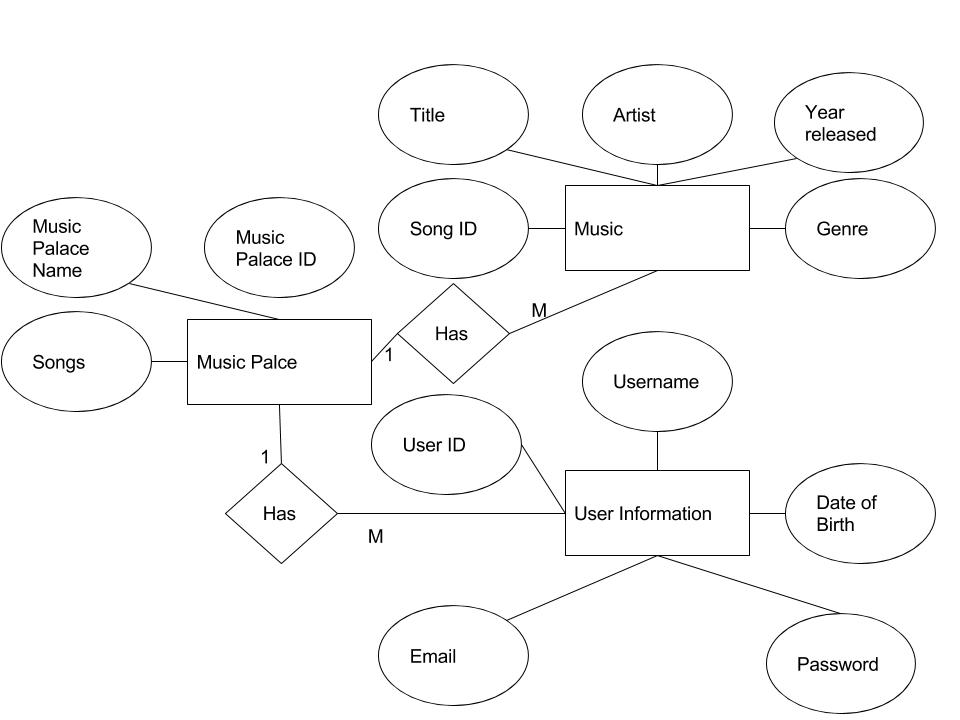 Title
Artist
Year
released
Music
Palace
Name
Music
Palace ID
Song ID
Music
Genre
M
Has
1
Songs
Music Palce
Username
User ID
1
Has
M
User Information
Date of
Birth
Email
Password